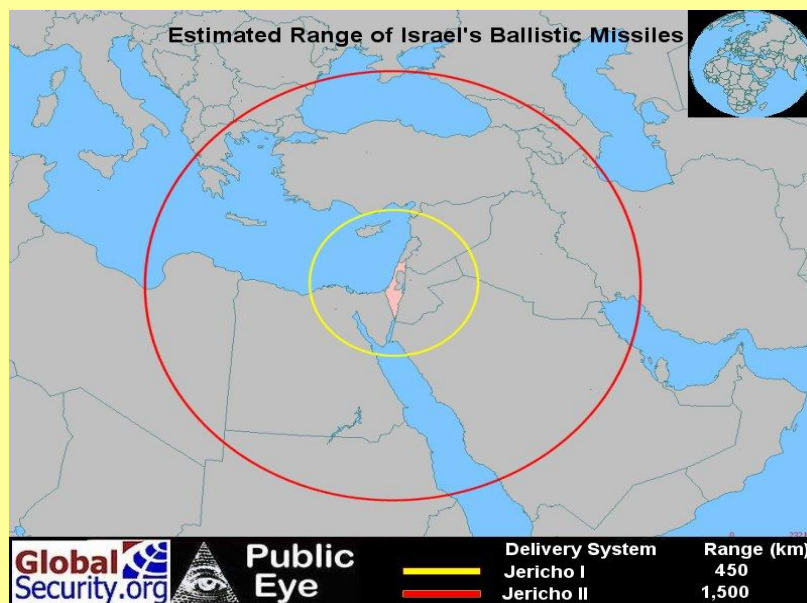 Estimated Range of Israel's Ballistic Missiles
Global
Security.org
Public
Eye
Delivery System Range (km)
Jericho I 450
Jericho II 1,500